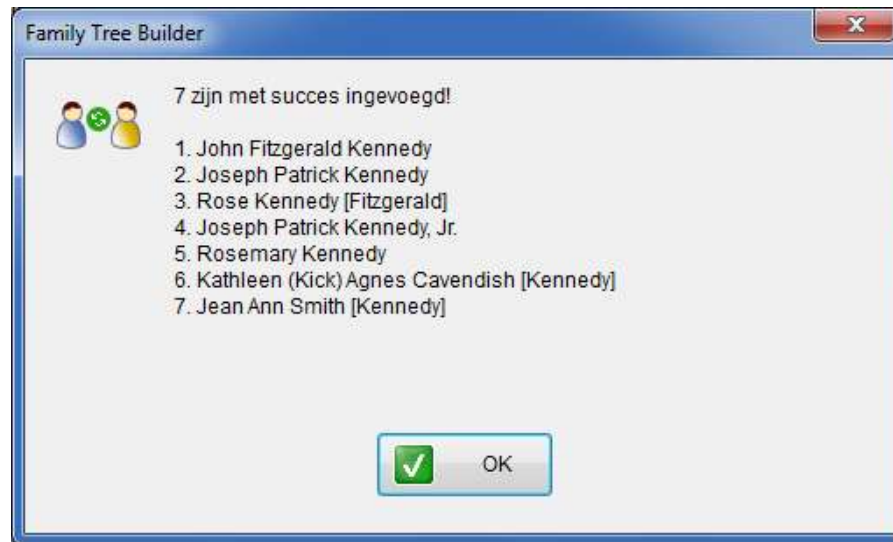 Family Tree Builder
7 zijn met succes ingevoegd!
1. John Fitzgerald Kennedy
2. Joseph Patrick Kennedy
3. Rose Kennedy [Fitzgerald]
4. Joseph Patrick Kennedy, Jr.
5. Rosemary Kennedy
6. Kathleen (Kick) Agnes Cavendish [Kennedy]
7. Jean Ann Smith [Kennedy]
OK